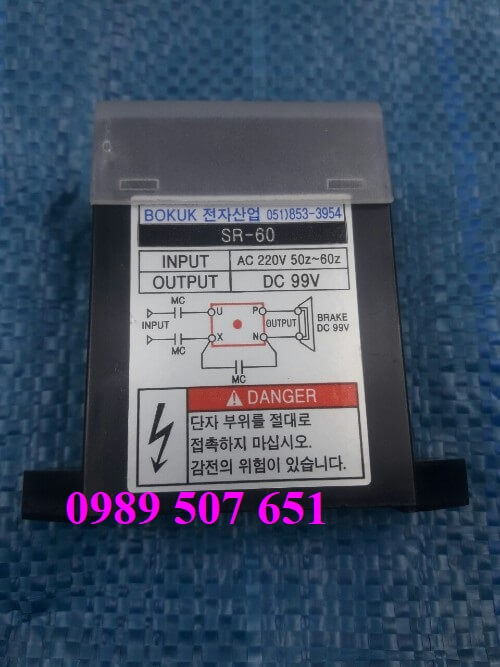 BOKUK 전자산업 051)853-3954
SR-60
INPUT AC 220V 50z~60z
OUTPUT DC 99V
MC
U P
INPUT OUTPUT BRAKE
DC 99V
X N
MC
MC
DANGER
단자 부위를 절대로
접촉하지 마십시오.
감전의 위험이 있습니다.
0989 507 651